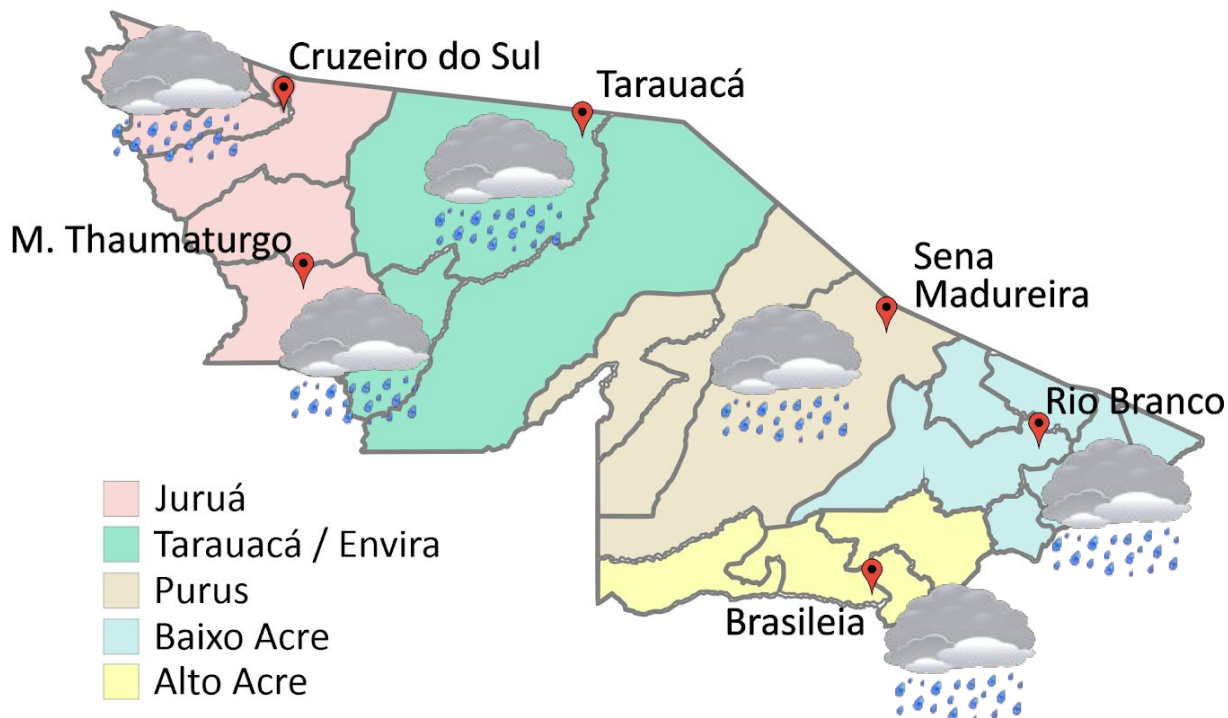 Cruzeiro do Sul
Tarauacá
M. Thaumaturgo
Sena
Madureira
Rio Branco
Brasileia
Juruá
Tarauacá / Envira
Purus
Baixo Acre
Alto Acre